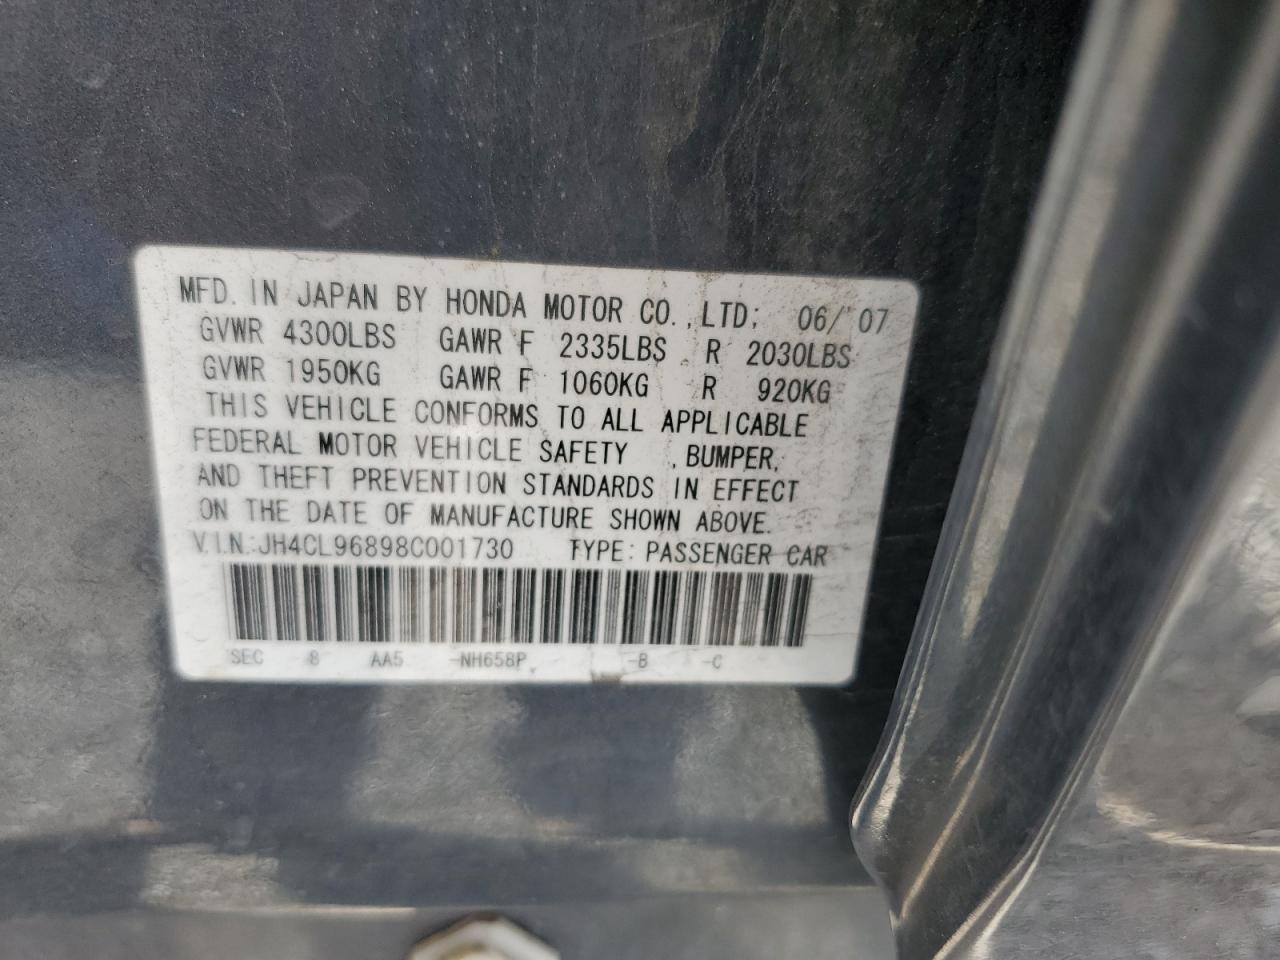 MFD. IN JAPAN BY HONDA MOTOR CO., LTD; 06/ 07
GVWR 4300LBS GAWR F 2335LBS R 2030LBS
GVWR 1950KG GAWR F 1060KG R 920KG
THIS VEHICLE CONFORMS TO ALL APPLICABLE
FEDERAL MOTOR VEHICLE SAFETY , BUMPER,
AND THEFT PREVENTION STANDARDS IN EFFECT
ON THE DATE OF MANUFACTURE SHOWN ABOVE.
V.I.N.:JH4CL96898C001730 TYPE: PASSENGER CAR
SEC 8 AA5 -NH658P -B -C